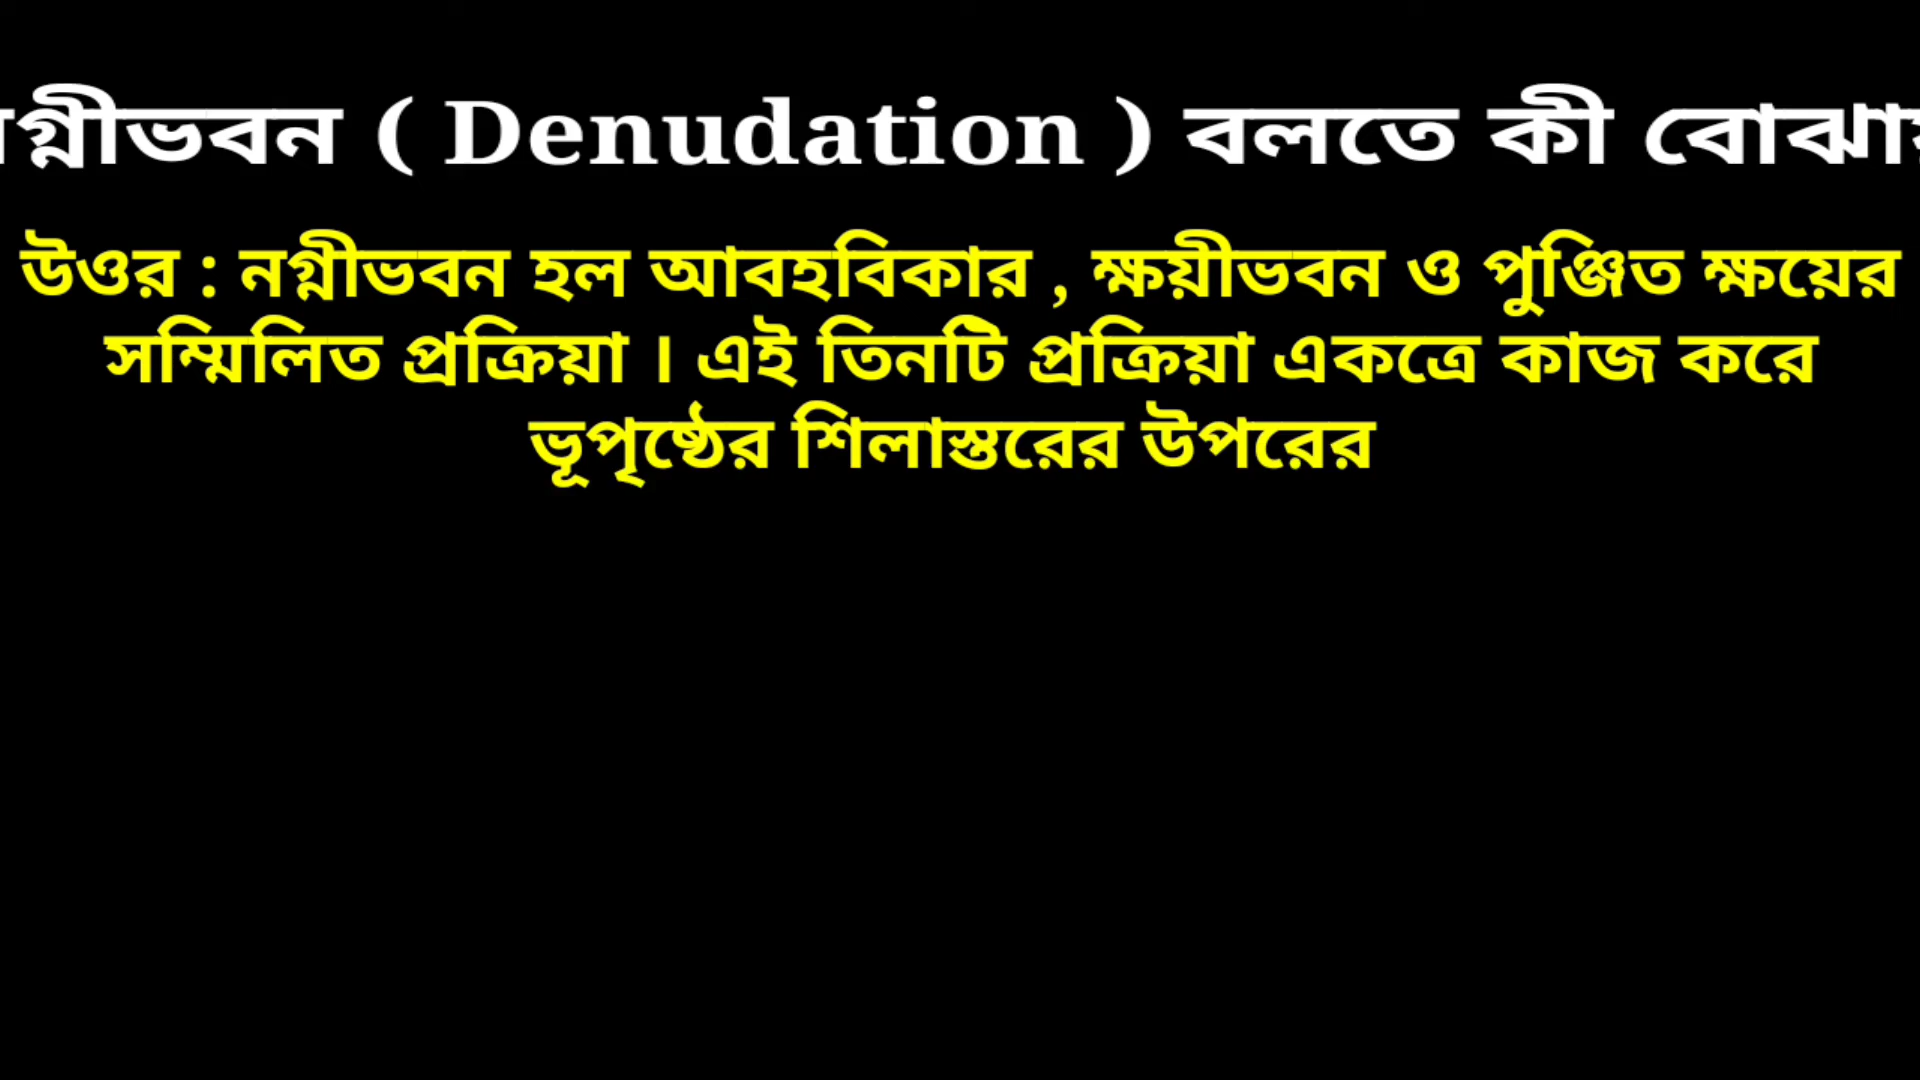 নগ্নীভবন ( Denudation ) বলতে কী বোঝায়
উওর : নগ্নীভবন হল আবহবিকার , ক্ষয়ীভবন ও পুঞ্জিত ক্ষয়ের
সম্মিলিত প্রক্রিয়া । এই তিনটি প্রক্রিয়া একত্রে কাজ করে
ভূপৃষ্ঠের শিলাস্তরের উপরের